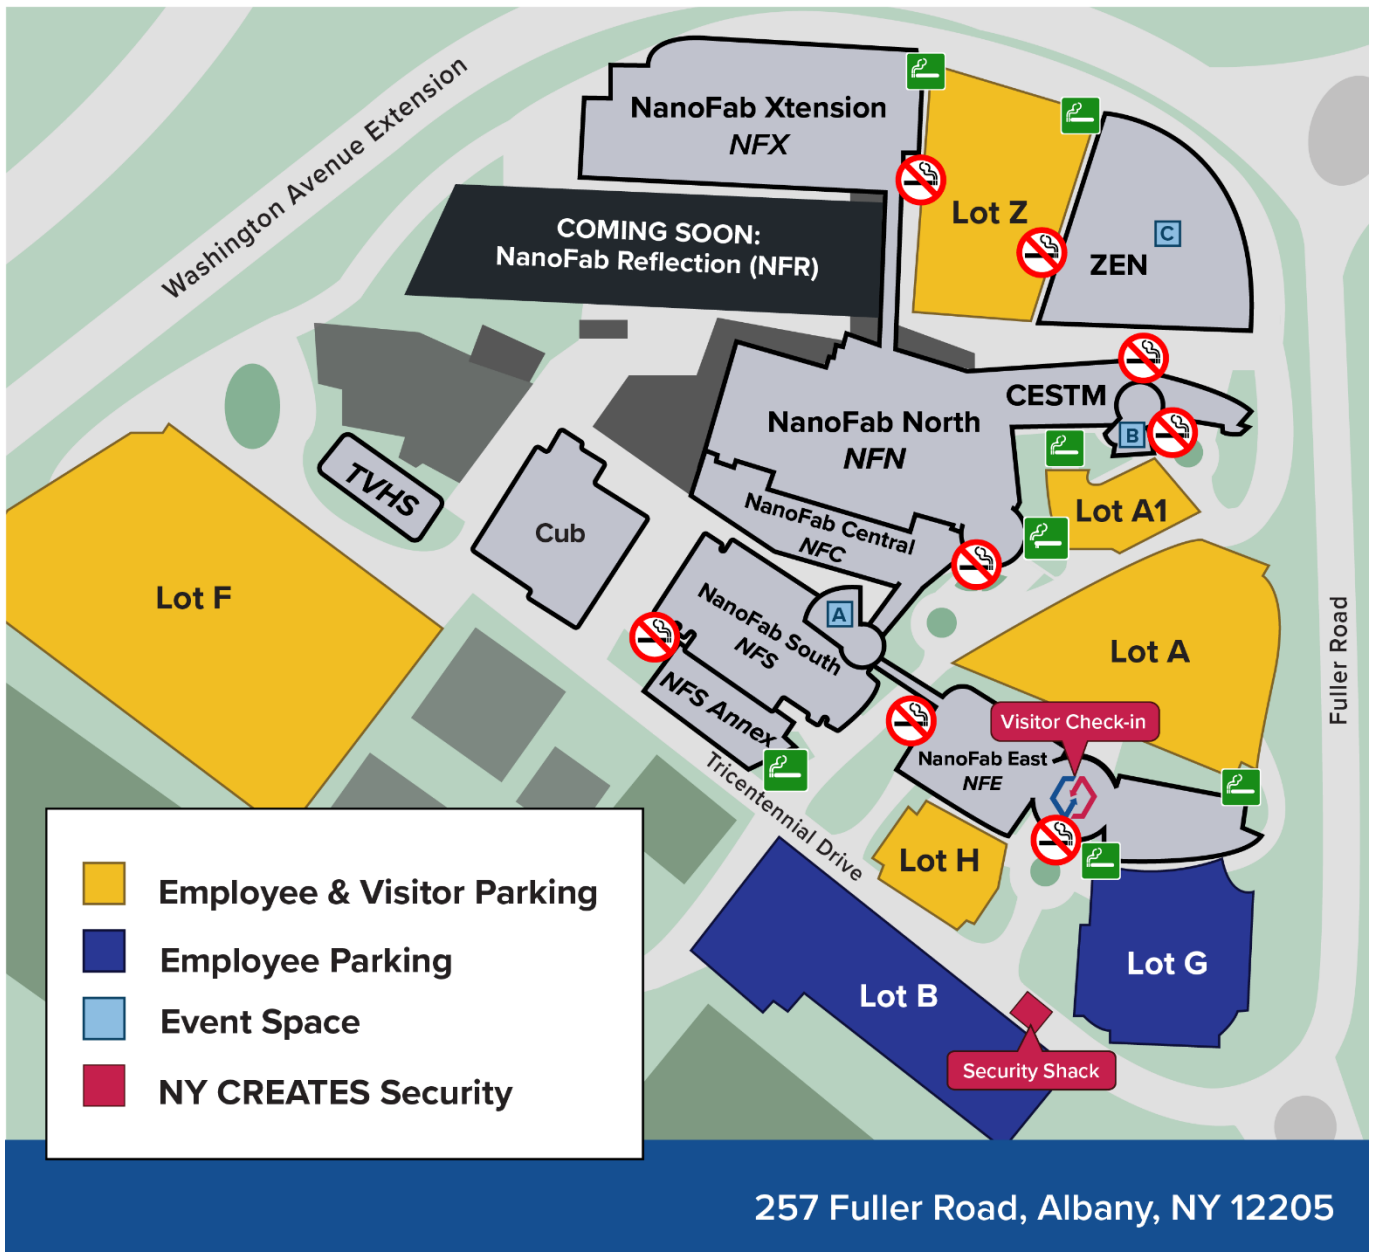 Washington Avenue Extension
NanoFab Xtension
NFX
Lot Z
C
ZEN
COMING SOON:
NanoFab Reflection (NFR)
CESTM
B
NanoFab North
NFN
TVHS
Cub
NanoFab Central
NFC
Lot A1
Lot F
A
NanoFab South
NFS
NFS Annex
Lot A
Fuller Road
Visitor Check-in
NanoFab East
NFE
Tricentennial Drive
Lot H
Lot G
Lot B
Security Shack
Employee & Visitor Parking
Employee Parking
Event Space
NY CREATES Security
257 Fuller Road, Albany, NY 12205